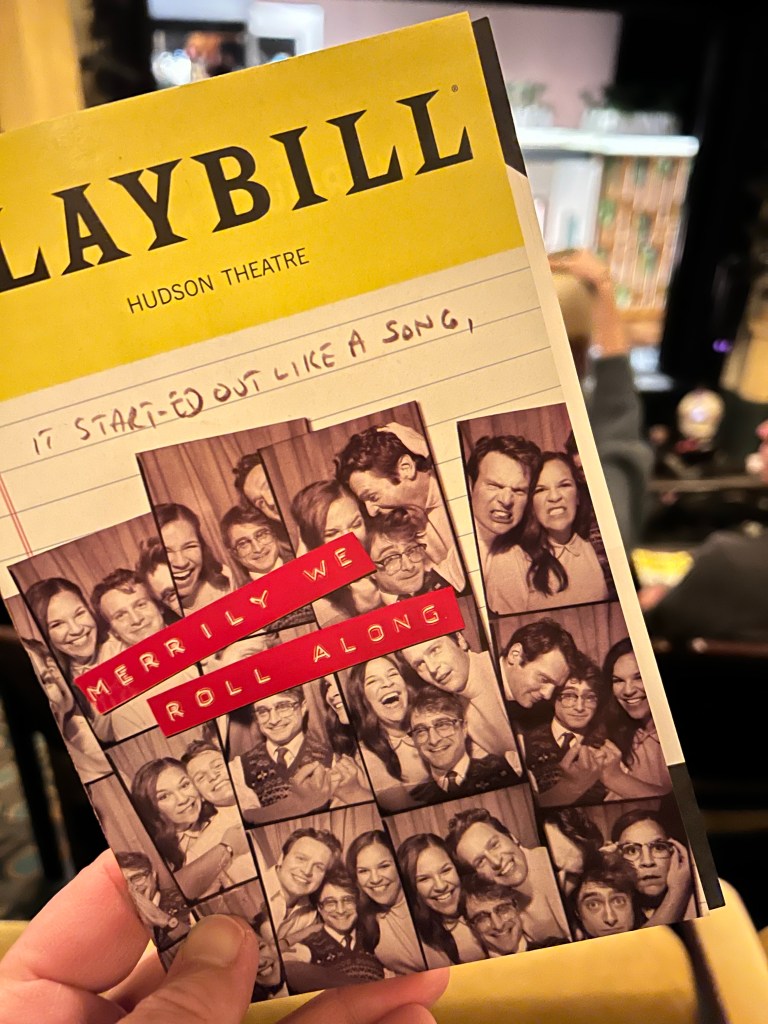 LAYBILL®
HUDSON THEATRE
IT START-ED OUT LIKE A SONG,
MERRILY WE
ROLL ALONG